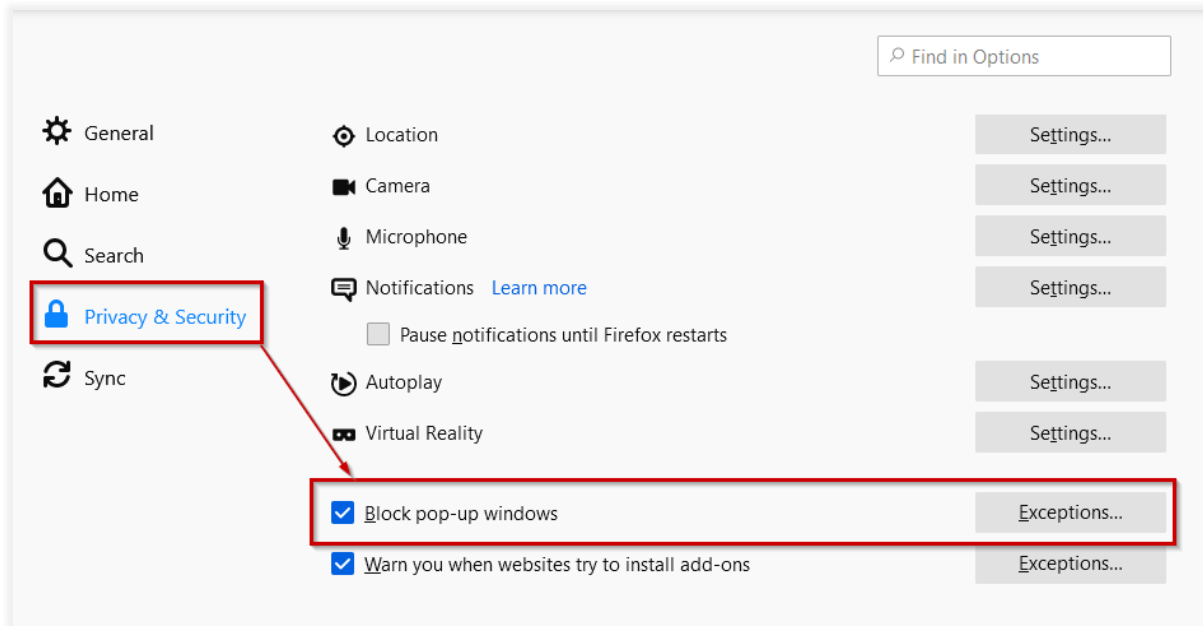 Find in Options
General
Location
Settings...
Camera
Settings...
Home
Microphone
Settings...
Search
Notifications Learn more
Settings...
Privacy & Security
Pause notifications until Firefox restarts
Sync
Autoplay
Settings...
Virtual Reality
Settings...
Block pop-up windows
Exceptions...
Warn you when websites try to install add-ons
Exceptions...